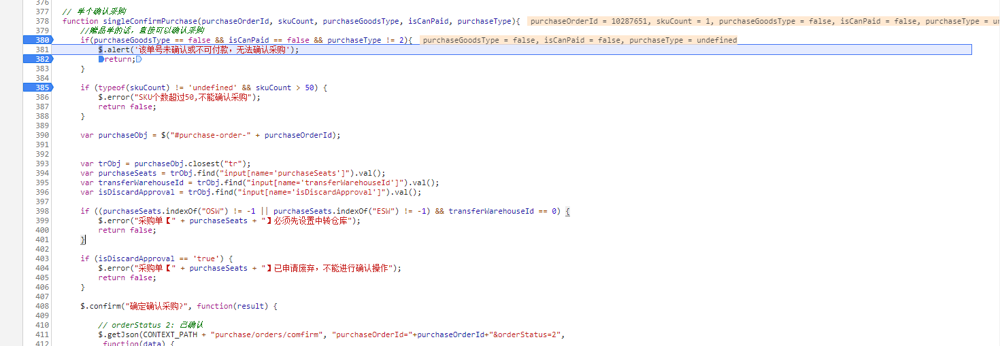 376
377 // 单个确认采购
378 function singleConfirmPurchase(purchaseOrderId, skuCount, purchaseGoodsType, isCanPaid, purchaseType){ purchaseOrderId = 10287651, skuCount = 1, purchaseGoodsType = false, isCanPaid = false, purchaseType = un
379 //赠品单的话，直接可以确认采购
380 if(purchaseGoodsType == false && isCanPaid == false && purchaseType != 2){ purchaseGoodsType = false, isCanPaid = false, purchaseType = undefined
381 $.alert('该单号未确认或不可付款，无法确认采购');
382 return;
383 }
384
385 if (typeof(skuCount) != 'undefined' && skuCount > 50) {
386 $.error("SKU个数超过50,不能确认采购");
387 return false;
388 }
389
390 var purchaseObj = $("#purchase-order-" + purchaseOrderId);
391
392
393 var trObj = purchaseObj.closest("tr");
394 var purchaseSeats = trObj.find("input[name='purchaseSeats']").val();
395 var transferWarehouseId = trObj.find("input[name='transferWarehouseId']").val();
396 var isDiscardApproval = trObj.find("input[name='isDiscardApproval']").val();
397
398 if ((purchaseSeats.indexOf("OSW") != -1 || purchaseSeats.indexOf("ESW") != -1) && transferWarehouseId == 0) {
399 $.error("采购单【" + purchaseSeats + "】必须先设置中转仓库");
400 return false;
401 }
402
403 if (isDiscardApproval == 'true') {
404 $.error("采购单【" + purchaseSeats + "】已申请废弃，不能进行确认操作");
405 return false;
406 }
407
408 $.confirm("确定确认采购?", function(result) {
409
410 // orderStatus 2: 已确认
411 $.getJson(CONTEXT_PATH + "purchase/orders/comfirm", "purchaseOrderId="+purchaseOrderId+"&orderStatus=2",
412 function(data) {